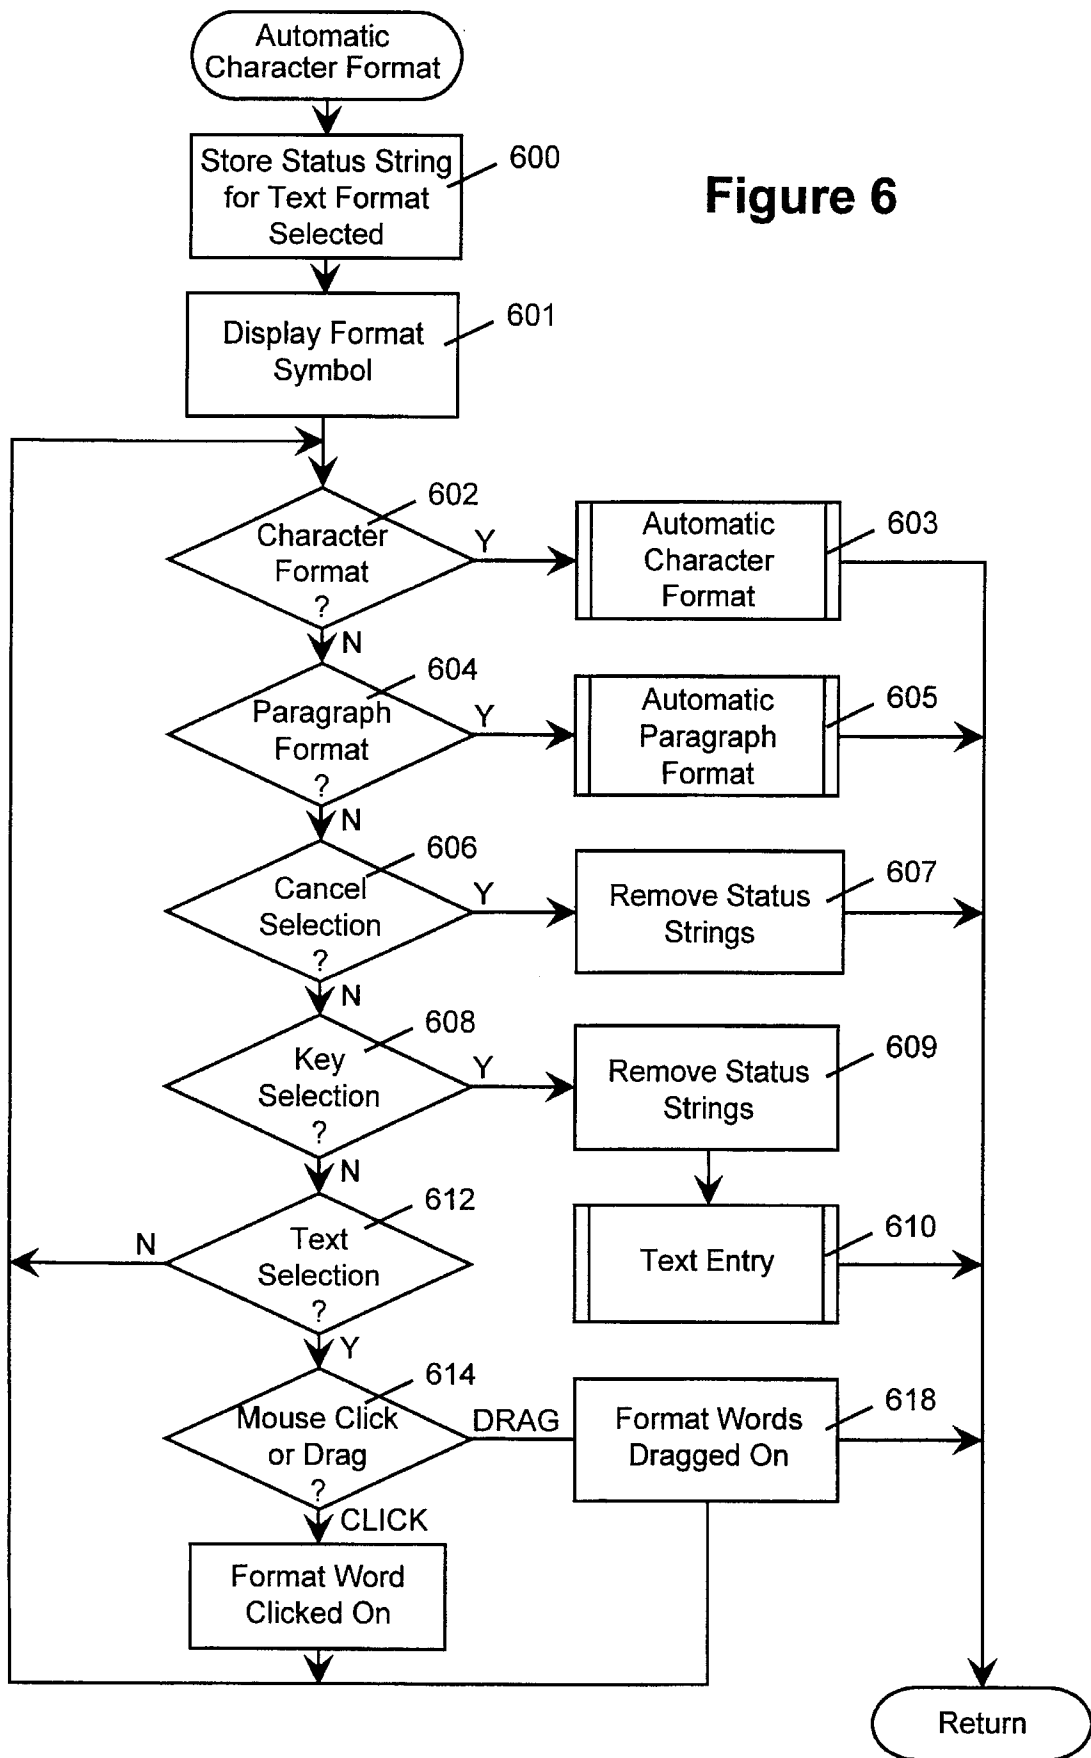 Automatic
Character Format
Store Status String
for Text Format
Selected
600
Figure 6
Display Format
Symbol
601
Character
Format
?
602
Y
Automatic
Character
Format
603
N
Paragraph
Format
?
604
Y
Automatic
Paragraph
Format
605
N
Cancel
Selection
?
606
Y
Remove Status
Strings
607
N
Key
Selection
?
608
Y
Remove Status
Strings
609
N
Text
Selection
?
612
N
Text Entry
610
Y
Mouse Click
or Drag
?
614
DRAG
Format Words
Dragged On
618
CLICK
Format Word
Clicked On
Return